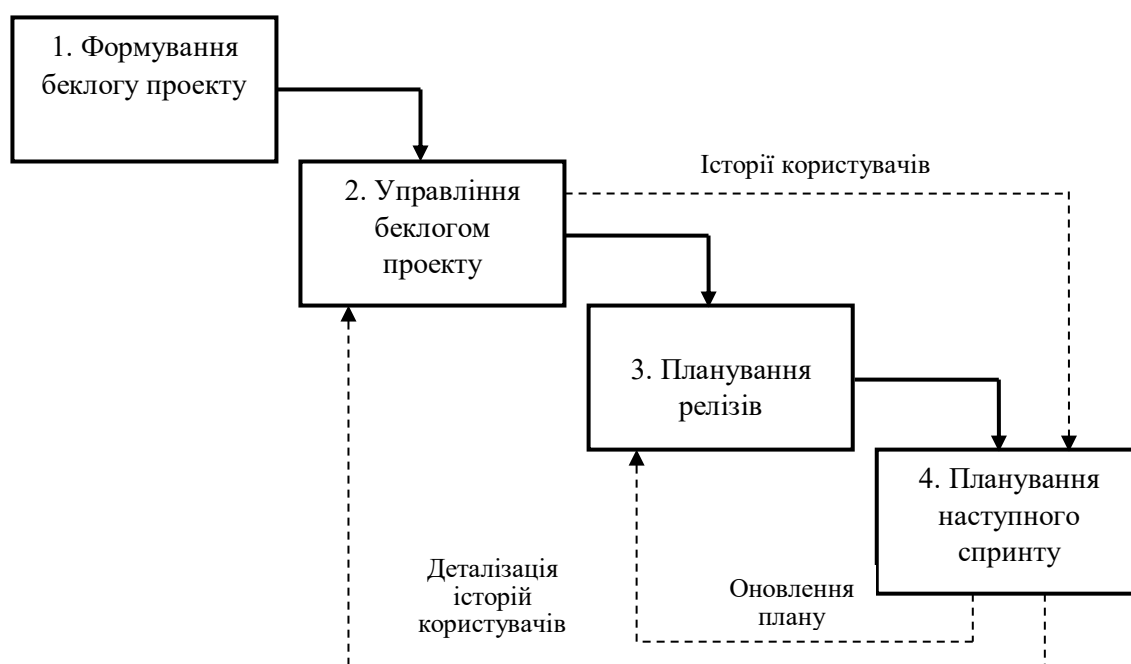 1. Формування
беклогу проекту
Історії користувачів
2. Управління
беклогом
проекту
3. Планування
релізів
4. Планування
наступного
спринту
Деталізація
історій
користувачів
Оновлення
плану